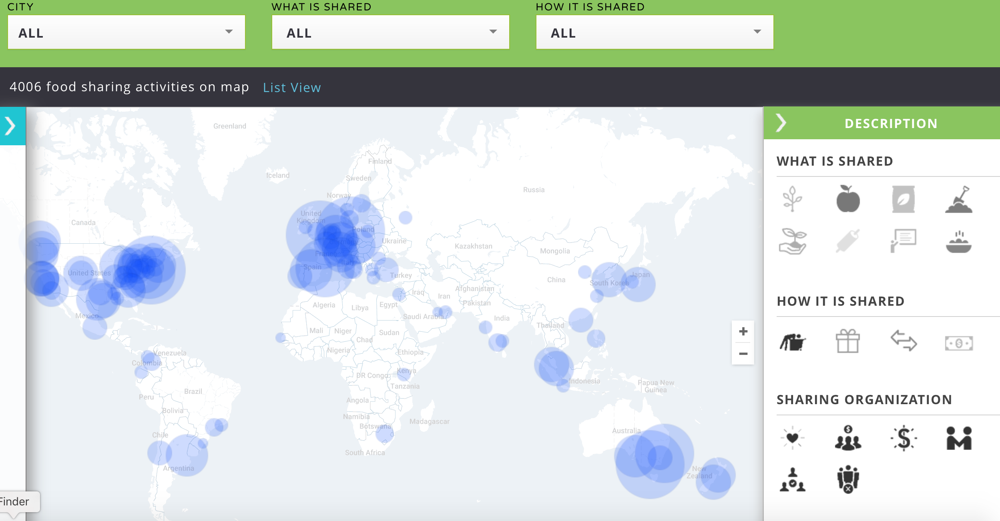 CITY
WHAT IS SHARED
HOW IT IS SHARED
ALL
ALL
ALL
4006 food sharing activities on map
List View
DESCRIPTION
WHAT IS SHARED
HOW IT IS SHARED
SHARING ORGANIZATION
Greenland
Finland
Iceland
Sweden
Russia
Norway
United
Kingdom
Canada
Poland
Germany
Ukraine
Kazakhstan
Mongolia
France
Italy
Spain
United States
Turkey
Japan
China
South Korea
Afghanistan
Iraq
Iran
Pakistan
Algeria
Libya
Egypt
Mexico
Saudi Arabia
India
Thailand
Mali
Niger
Sudan
Chad
Nigeria
Ethiopia
Venezuela
Colombia
Kenya
DR Congo
Indonesia
Papua New
Guinea
Tanzania
Brazil
Peru
Angola
Bolivia
Namibia
Madagascar
Botswana
Australia
Chile
South Africa
Argentina
New
Zealand
+
−
Finder